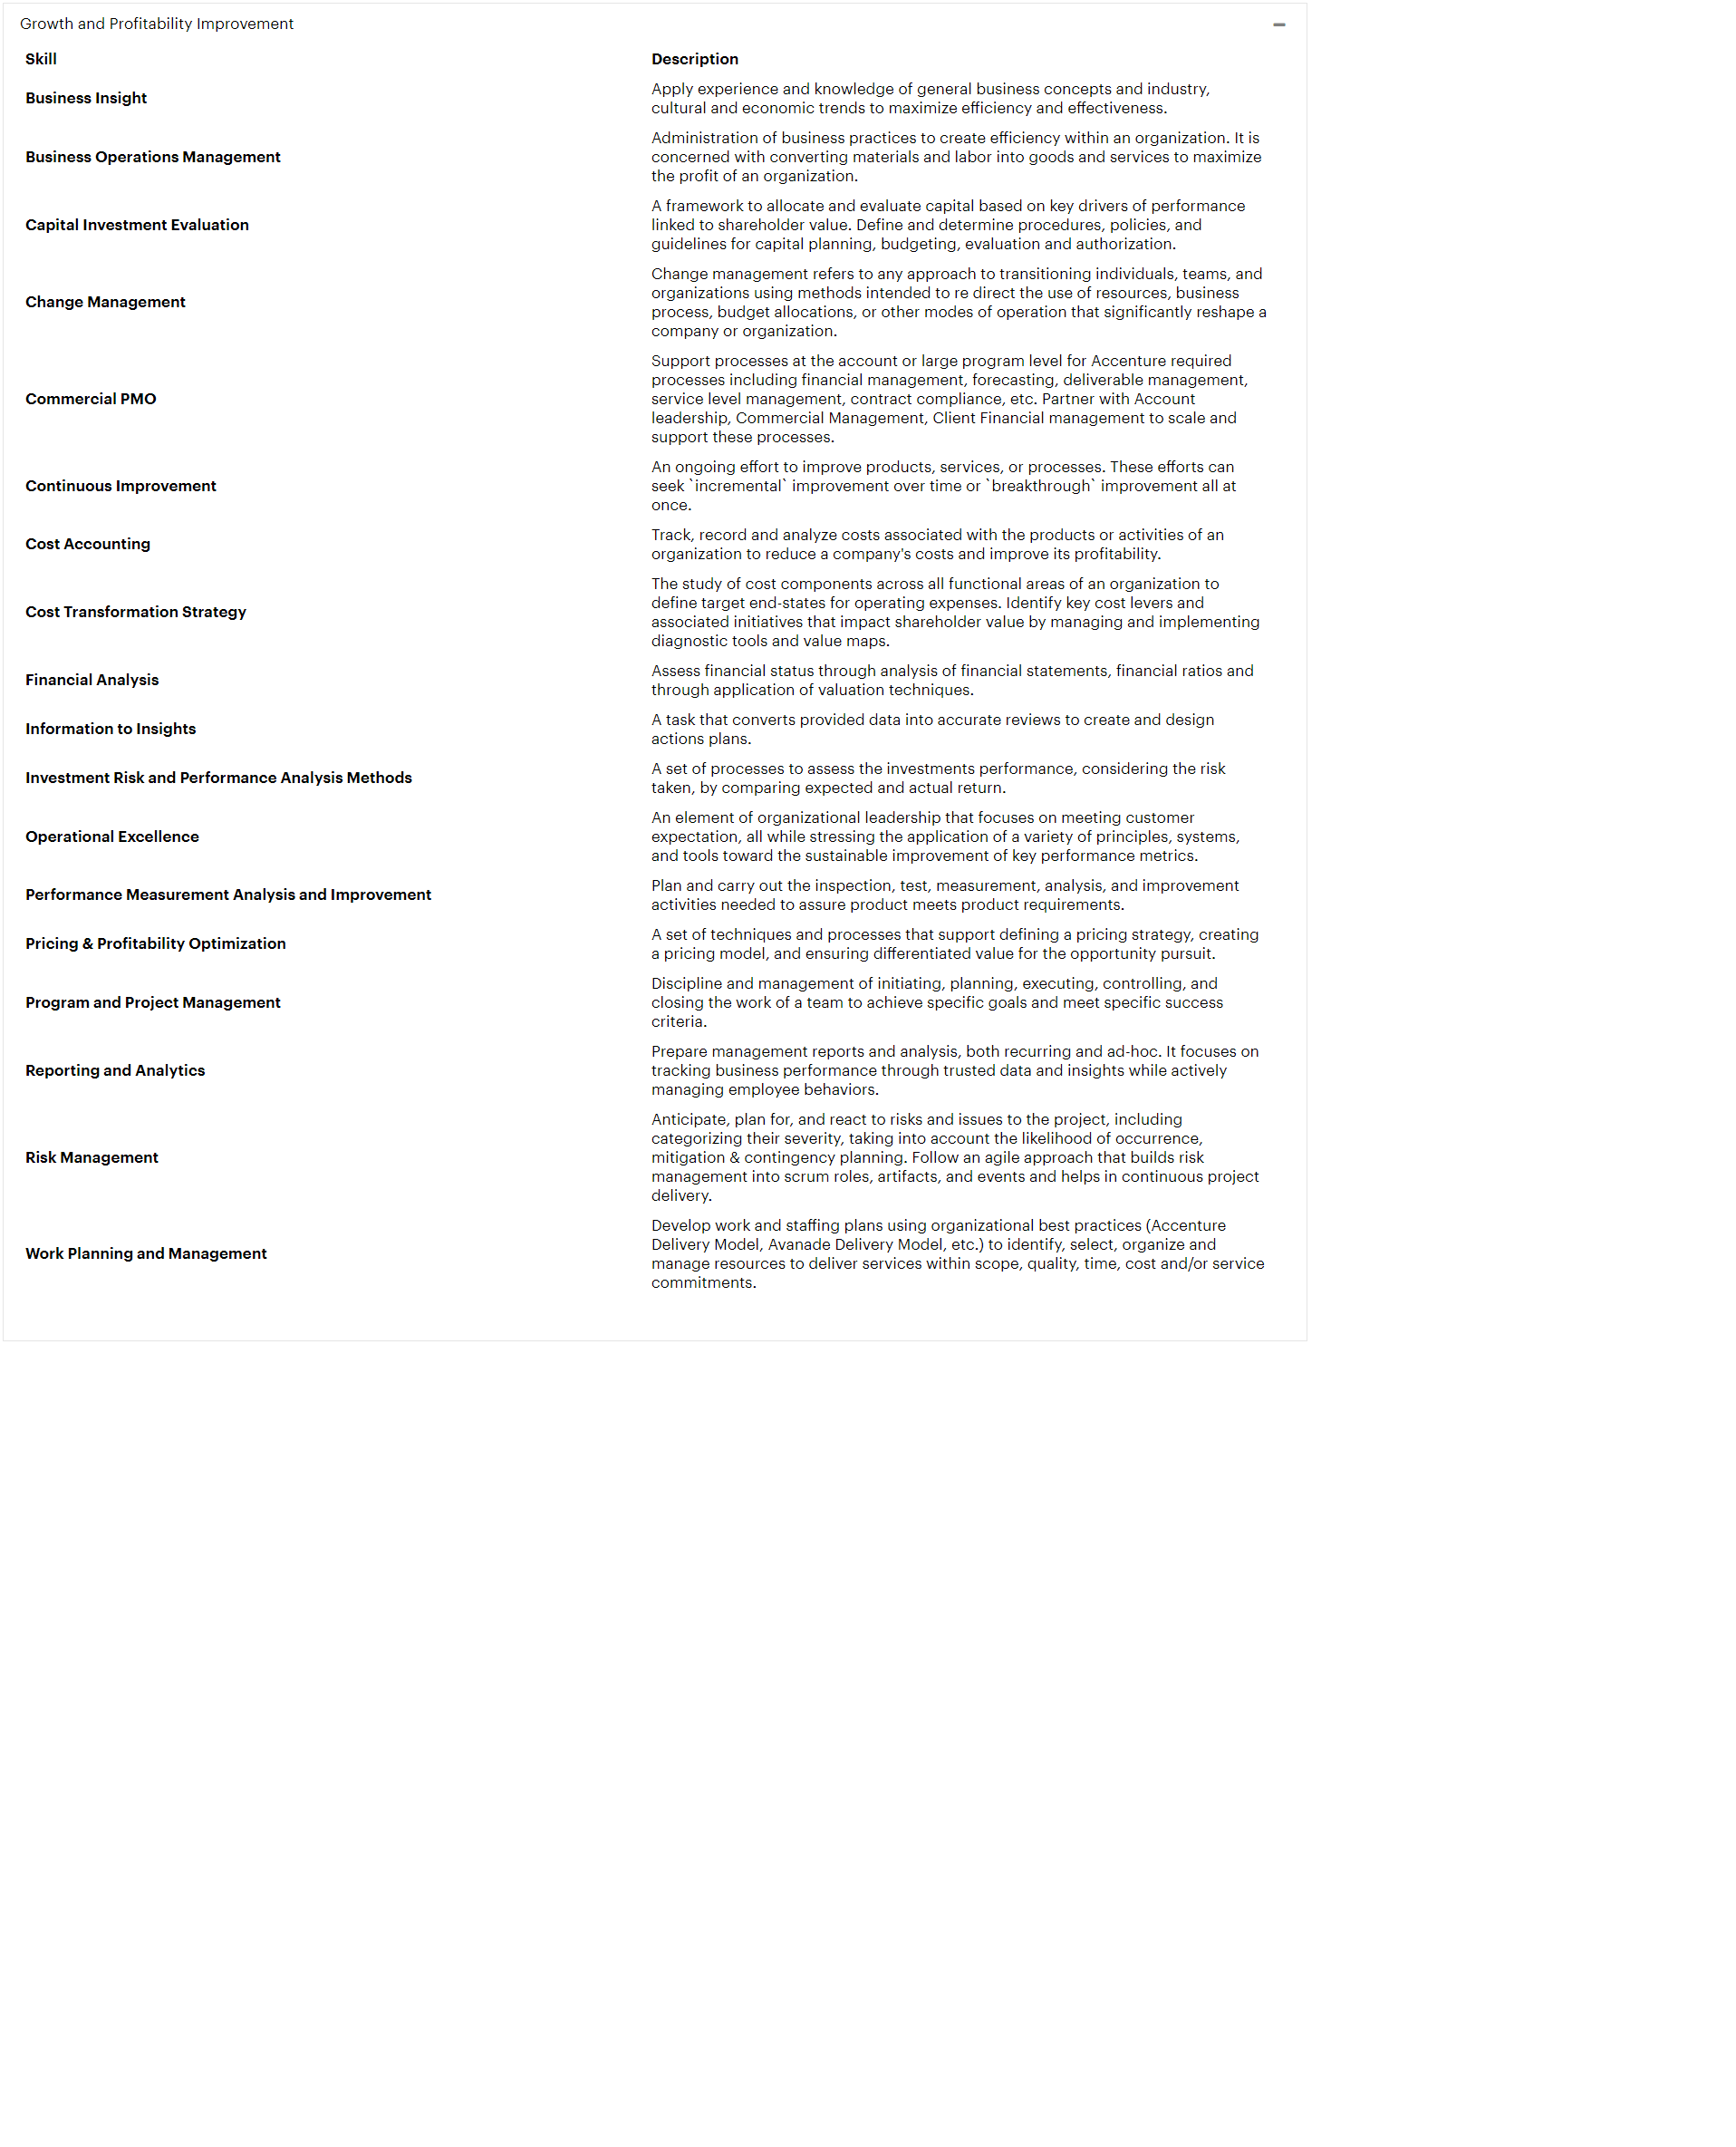 Growth and Profitability Improvement
Skill
Description
Business Insight
Apply experience and knowledge of general business concepts and industry,
cultural and economic trends to maximize efficiency and effectiveness.
Business Operations Management
Administration of business practices to create efficiency within an organization. It is
concerned with converting materials and labor into goods and services to maximize
the profit of an organization.
Capital Investment Evaluation
A framework to allocate and evaluate capital based on key drivers of performance
linked to shareholder value. Define and determine procedures, policies, and
guidelines for capital planning, budgeting, evaluation and authorization.
Change Management
Change management refers to any approach to transitioning individuals, teams, and
organizations using methods intended to re direct the use of resources, business
process, budget allocations, or other modes of operation that significantly reshape a
company or organization.
Commercial PMO
Support processes at the account or large program level for Accenture required
processes including financial management, forecasting, deliverable management,
service level management, contract compliance, etc. Partner with Account
leadership, Commercial Management, Client Financial management to scale and
support these processes.
Continuous Improvement
An ongoing effort to improve products, services, or processes. These efforts can
seek `incremental` improvement over time or `breakthrough` improvement all at
once.
Cost Accounting
Track, record and analyze costs associated with the products or activities of an
organization to reduce a company's costs and improve its profitability.
Cost Transformation Strategy
The study of cost components across all functional areas of an organization to
define target end-states for operating expenses. Identify key cost levers and
associated initiatives that impact shareholder value by managing and implementing
diagnostic tools and value maps.
Financial Analysis
Assess financial status through analysis of financial statements, financial ratios and
through application of valuation techniques.
Information to Insights
A task that converts provided data into accurate reviews to create and design
actions plans.
Investment Risk and Performance Analysis Methods
A set of processes to assess the investments performance, considering the risk
taken, by comparing expected and actual return.
Operational Excellence
An element of organizational leadership that focuses on meeting customer
expectation, all while stressing the application of a variety of principles, systems,
and tools toward the sustainable improvement of key performance metrics.
Performance Measurement Analysis and Improvement
Plan and carry out the inspection, test, measurement, analysis, and improvement
activities needed to assure product meets product requirements.
Pricing & Profitability Optimization
A set of techniques and processes that support defining a pricing strategy, creating
a pricing model, and ensuring differentiated value for the opportunity pursuit.
Program and Project Management
Discipline and management of initiating, planning, executing, controlling, and
closing the work of a team to achieve specific goals and meet specific success
criteria.
Reporting and Analytics
Prepare management reports and analysis, both recurring and ad-hoc. It focuses on
tracking business performance through trusted data and insights while actively
managing employee behaviors.
Risk Management
Anticipate, plan for, and react to risks and issues to the project, including
categorizing their severity, taking into account the likelihood of occurrence,
mitigation & contingency planning. Follow an agile approach that builds risk
management into scrum roles, artifacts, and events and helps in continuous project
delivery.
Work Planning and Management
Develop work and staffing plans using organizational best practices (Accenture
Delivery Model, Avanade Delivery Model, etc.) to identify, select, organize and
manage resources to deliver services within scope, quality, time, cost and/or service
commitments.